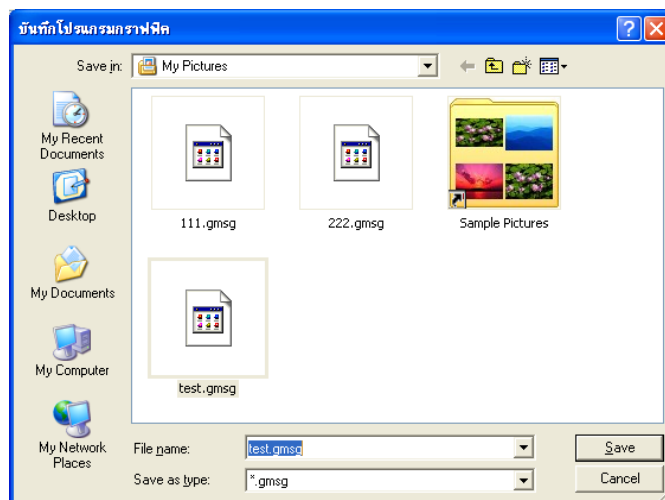 บันทึกโปรแกรมกราฟฟิค
Save in: My Pictures
My Recent
Documents
Desktop
My Documents
My Computer
My Network
Places
111.gmsg
222.gmsg
Sample Pictures
test.gmsg
File name: test.gmsg
Save
Save as type: *.gmsg
Cancel